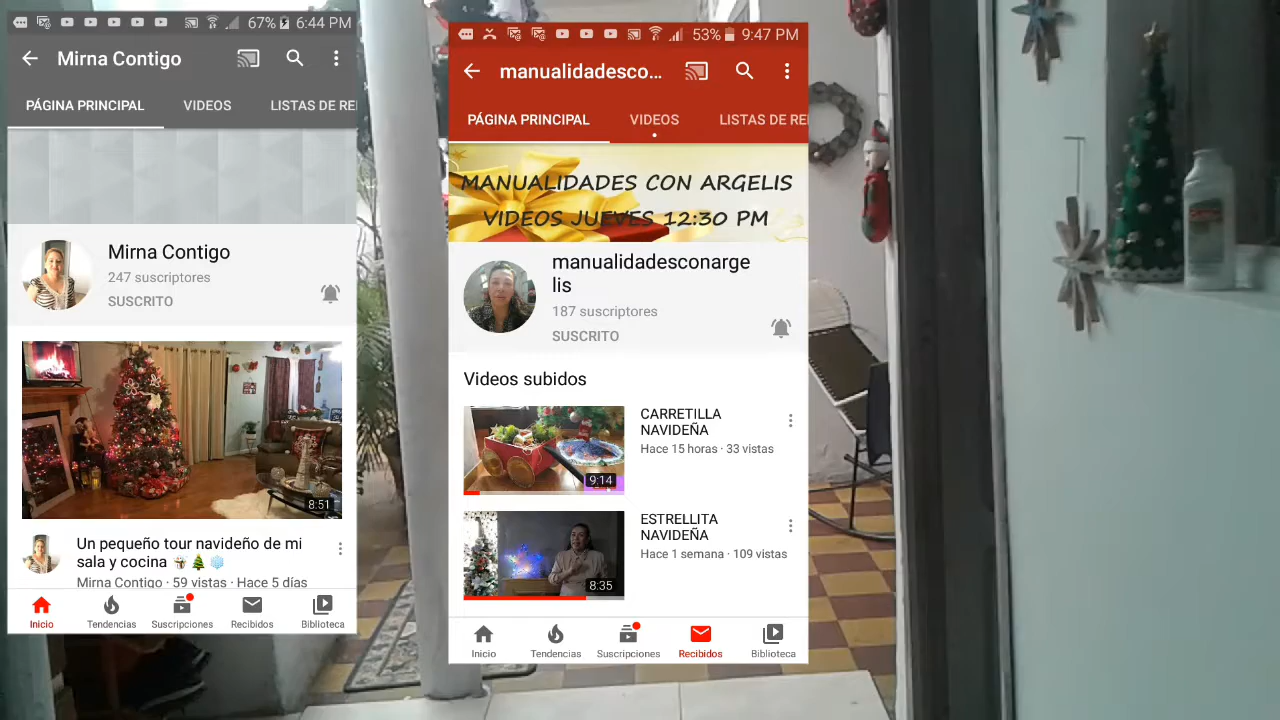 67% 6:44 PM
Mirna Contigo
PÁGINA PRINCIPAL VIDEOS LISTAS DE RE
Mirna Contigo
247 suscriptores
SUSCRITO
8:51
Un pequeño tour navideño de mi
sala y cocina
Mirna Contigo · 59 vistas · Hace 5 días
Inicio Tendencias Suscripciones Recibidos Biblioteca
53% 9:47 PM
manualidadesco...
PÁGINA PRINCIPAL VIDEOS LISTAS DE RE
MANUALIDADES CON ARGELIS
VIDEOS JUEVES 12:30 PM
manualidadesconarge
lis
187 suscriptores
SUSCRITO
Videos subidos
CARRETILLA
NAVIDEÑA
Hace 15 horas · 33 vistas
9:14
ESTRELLITA
NAVIDEÑA
Hace 1 semana · 109 vistas
8:35
Inicio Tendencias Suscripciones Recibidos Biblioteca